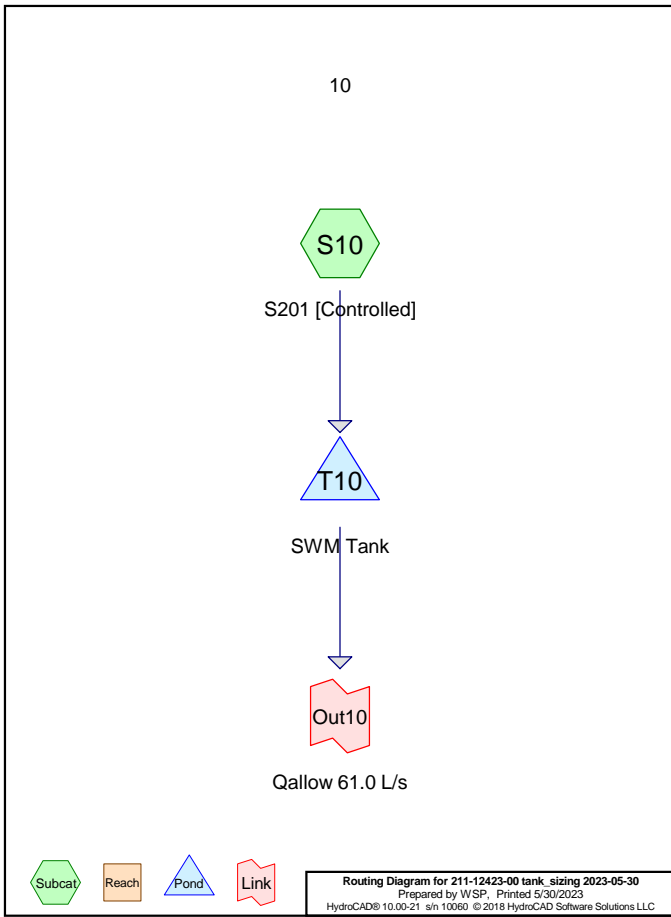 10
S10
S201 [Controlled]
T10
SWM Tank
Out10
Qallow 61.0 L/s
Subcat
Reach
Pond
Link
Routing Diagram for 211-12423-00 tank_sizing 2023-05-30
Prepared by WSP, Printed 5/30/2023
HydroCAD® 10.00-21 s/n 10060 © 2018 HydroCAD Software Solutions LLC